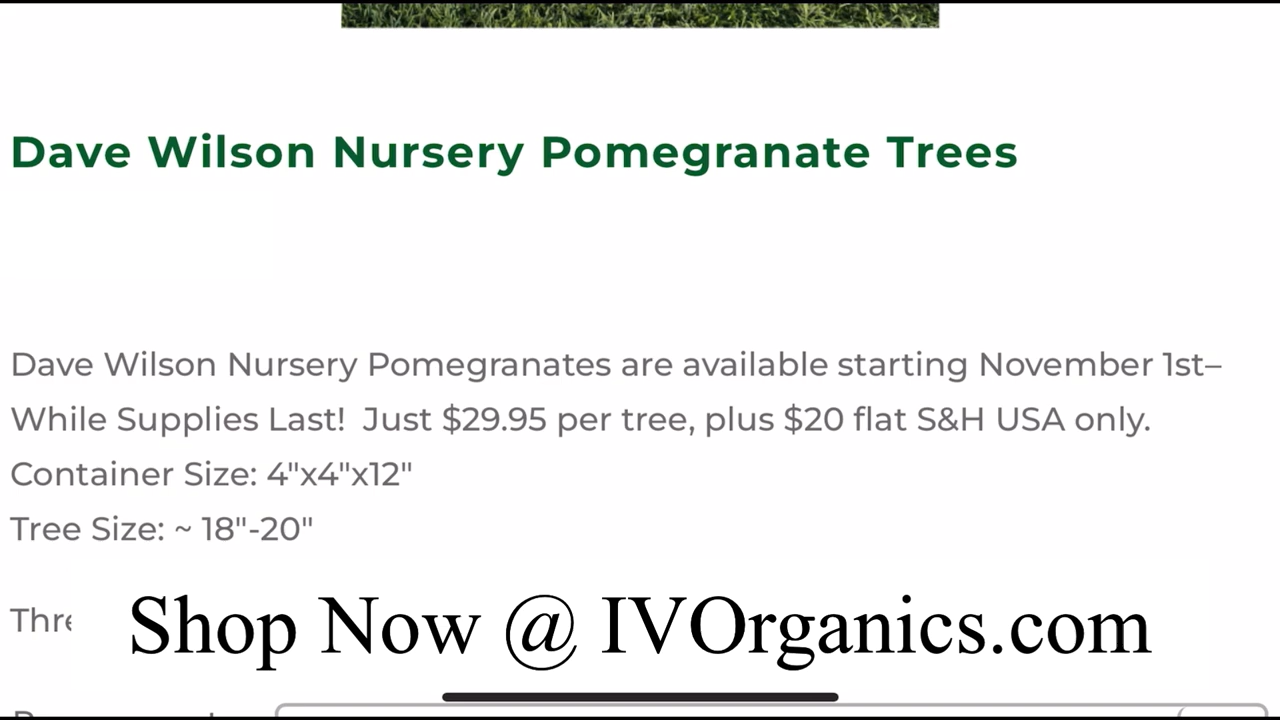 Dave Wilson Nursery Pomegranate Trees
Dave Wilson Nursery Pomegranates are available starting November 1st–
While Supplies Last!  Just $29.95 per tree, plus $20 flat S&H USA only.
Container Size: 4"x4"x12"
Tree Size: ~ 18"-20"
Shop Now @ IVOrganics.com